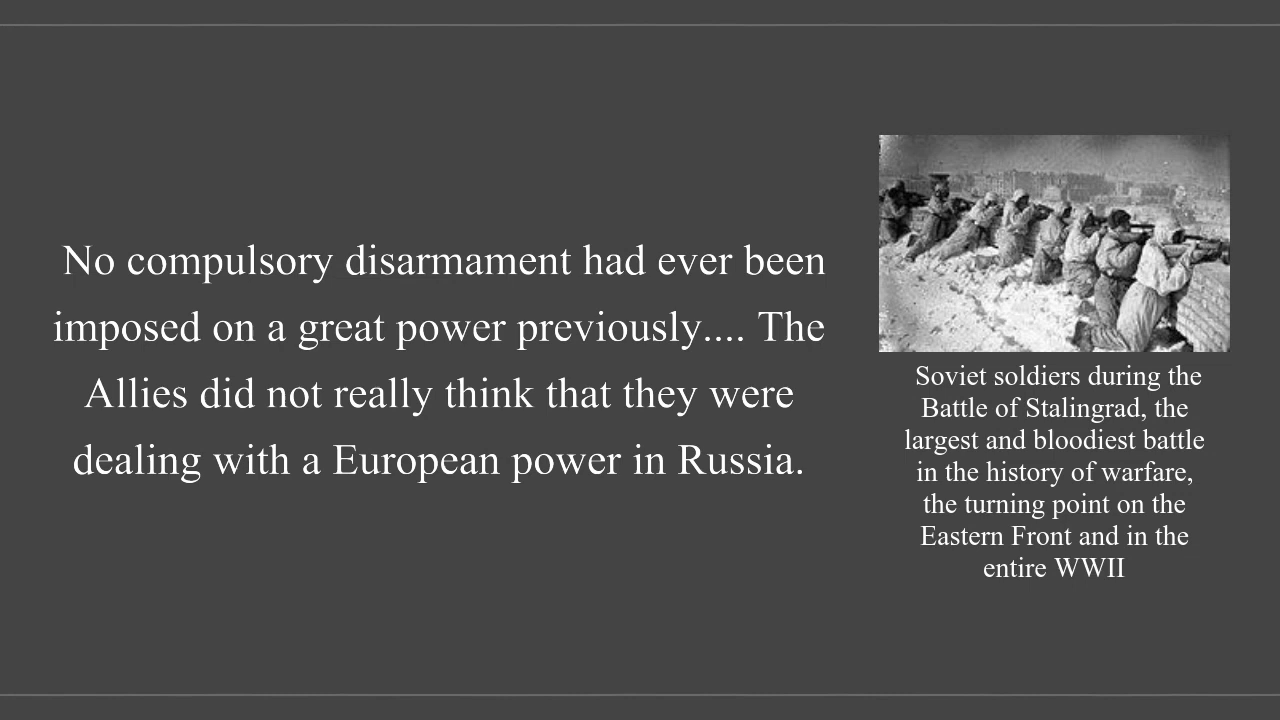 No compulsory disarmament had ever been
imposed on a great power previously.... The
Allies did not really think that they were
dealing with a European power in Russia.
Soviet soldiers during the
Battle of Stalingrad, the
largest and bloodiest battle
in the history of warfare,
the turning point on the
Eastern Front and in the
entire WWII